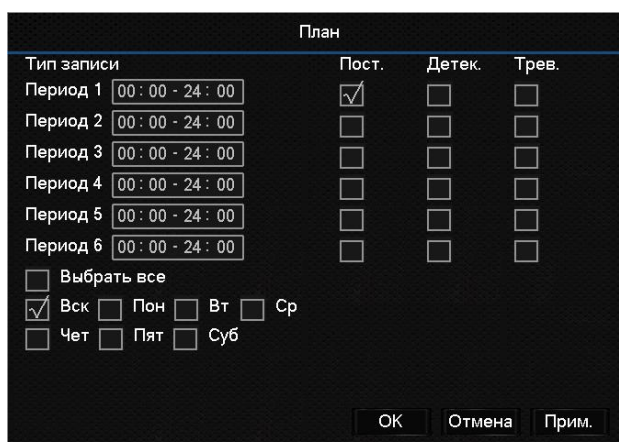 План
Тип записи Пост. Детек. Трев.
Период 1 00:00 - 24:00
Период 2 00:00 - 24:00
Период 3 00:00 - 24:00
Период 4 00:00 - 24:00
Период 5 00:00 - 24:00
Период 6 00:00 - 24:00
Выбрать все
Вск Пон Вт Ср
Чет Пят Суб
OK Отмена Прим.